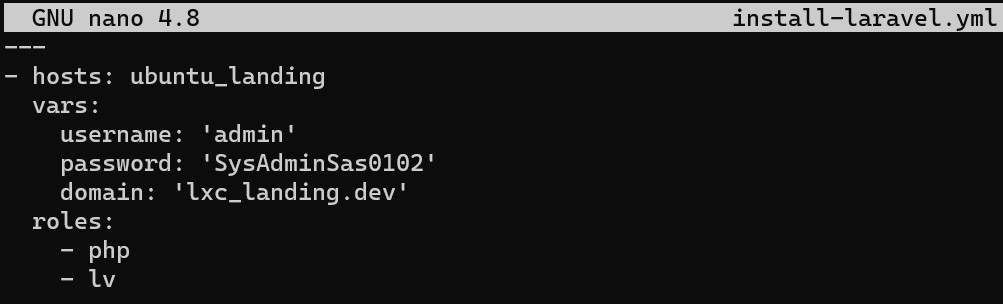 GNU nano 4.8 install-laravel.yml
---
- hosts: ubuntu_landing
  vars:
    username: 'admin'
    password: 'SysAdminSas0102'
    domain: 'lxc_landing.dev'
  roles:
    - php
    - lv